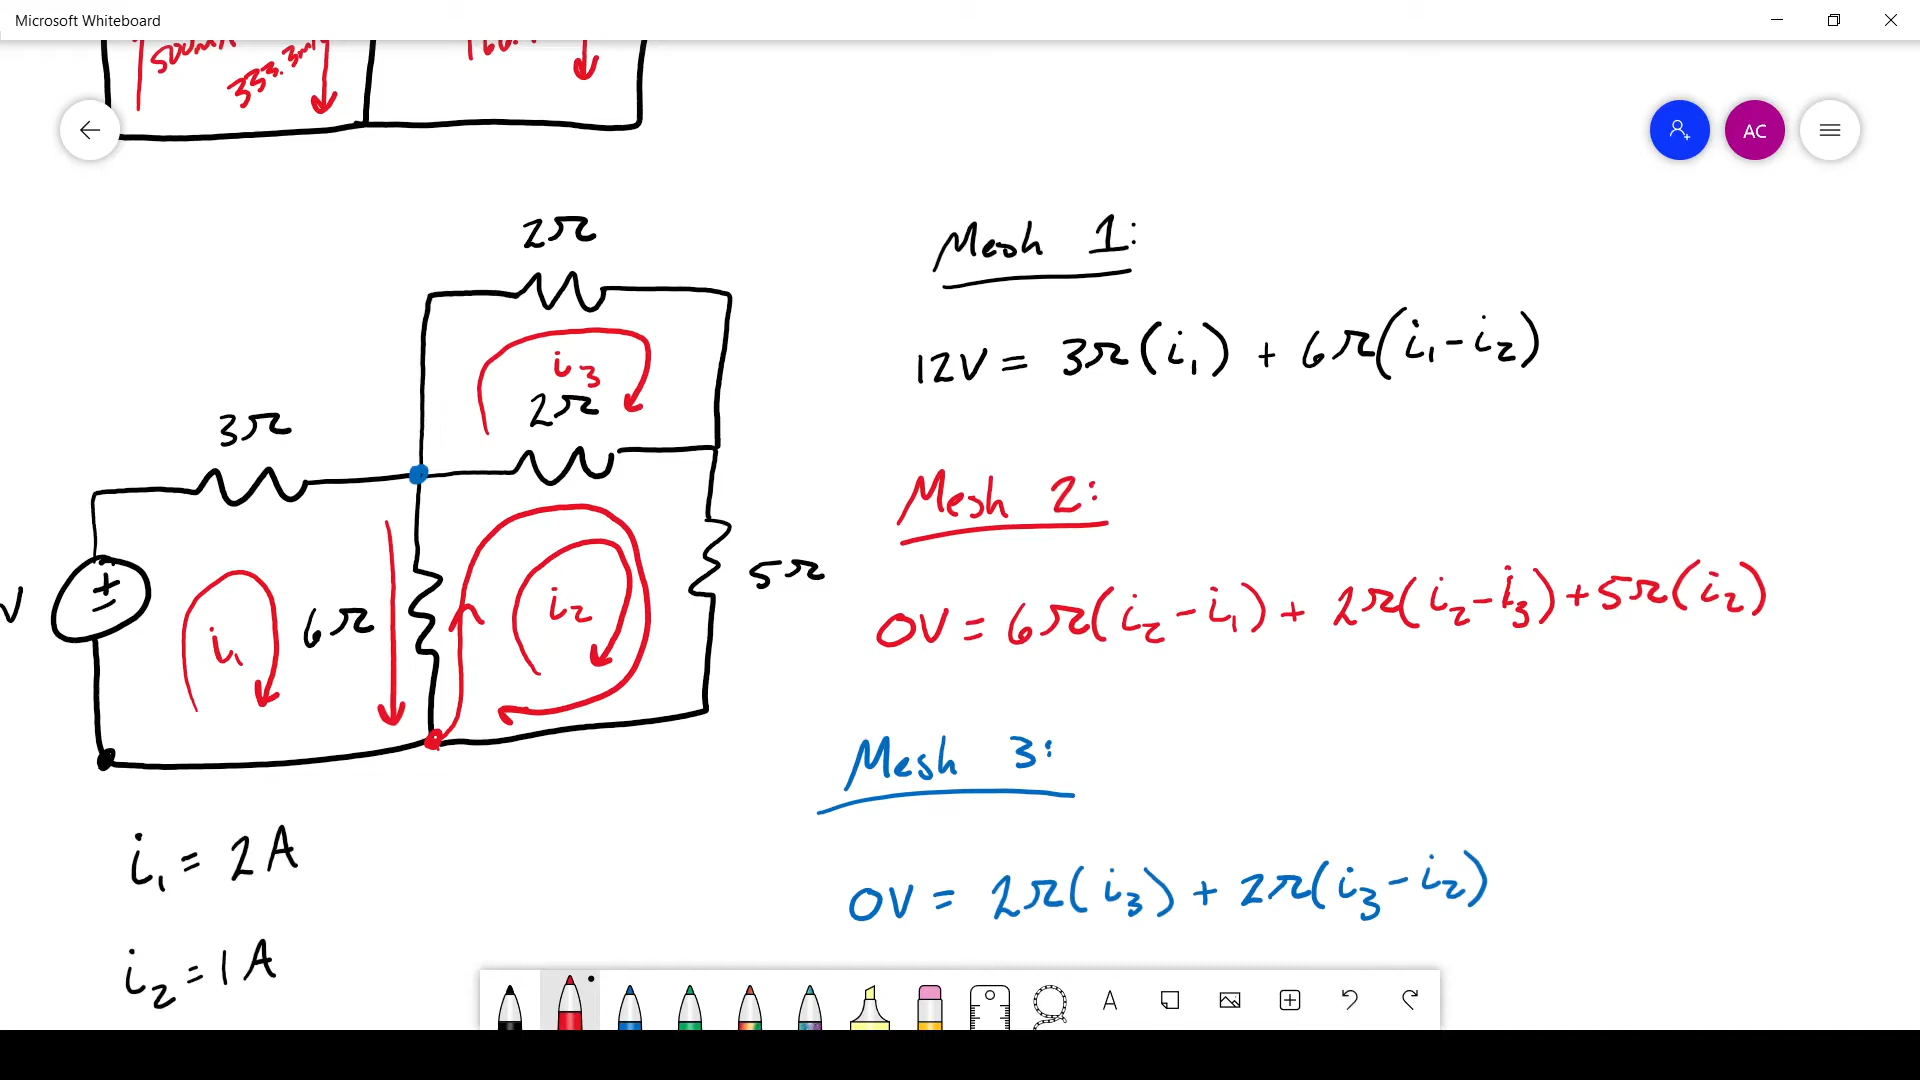 Microsoft Whiteboard
333.3m
AC
2Ω
Mesh 1:
12V = 3Ω(i₁) + 6Ω(i₁-i₂)
i₃
2Ω
3Ω
Mesh 2:
0V = 6Ω(i₂-i₁) + 2Ω(i₂-i₃)+5Ω(i₂)
5Ω
V
+
i₁
6Ω
i₂
Mesh 3:
0V = 2Ω(i₃) + 2Ω(i₃-i₂)
i₁ = 2A
i₂ = 1A
A